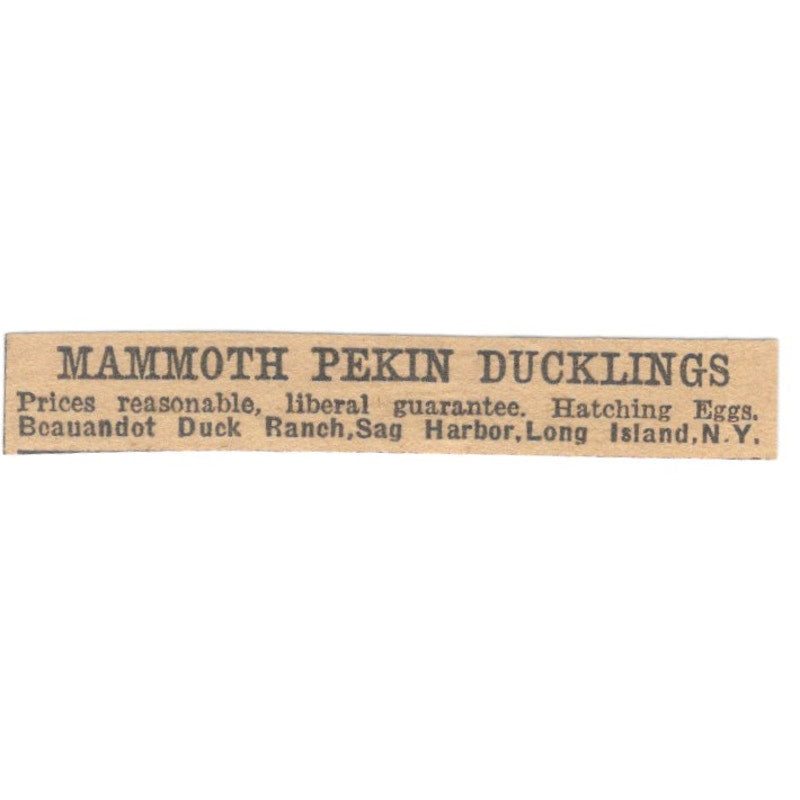 MAMMOTH PEKIN DUCKLINGS
Prices reasonable, liberal guarantee. Hatching Eggs.
Beauandot Duck Ranch, Sag Harbor, Long Island, N.Y.